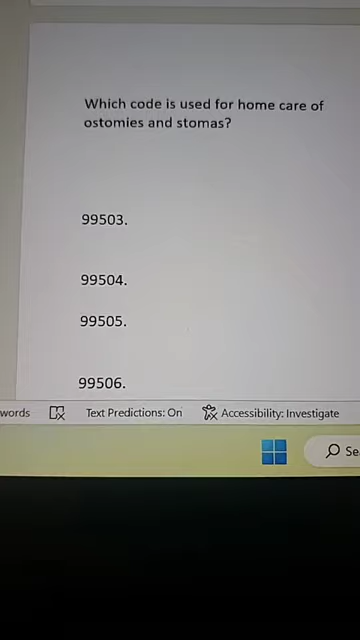 Which code is used for home care of
ostomies and stomas?
99503.
99504.
99505.
99506.
words
Text Predictions: On
Accessibility: Investigate
Se